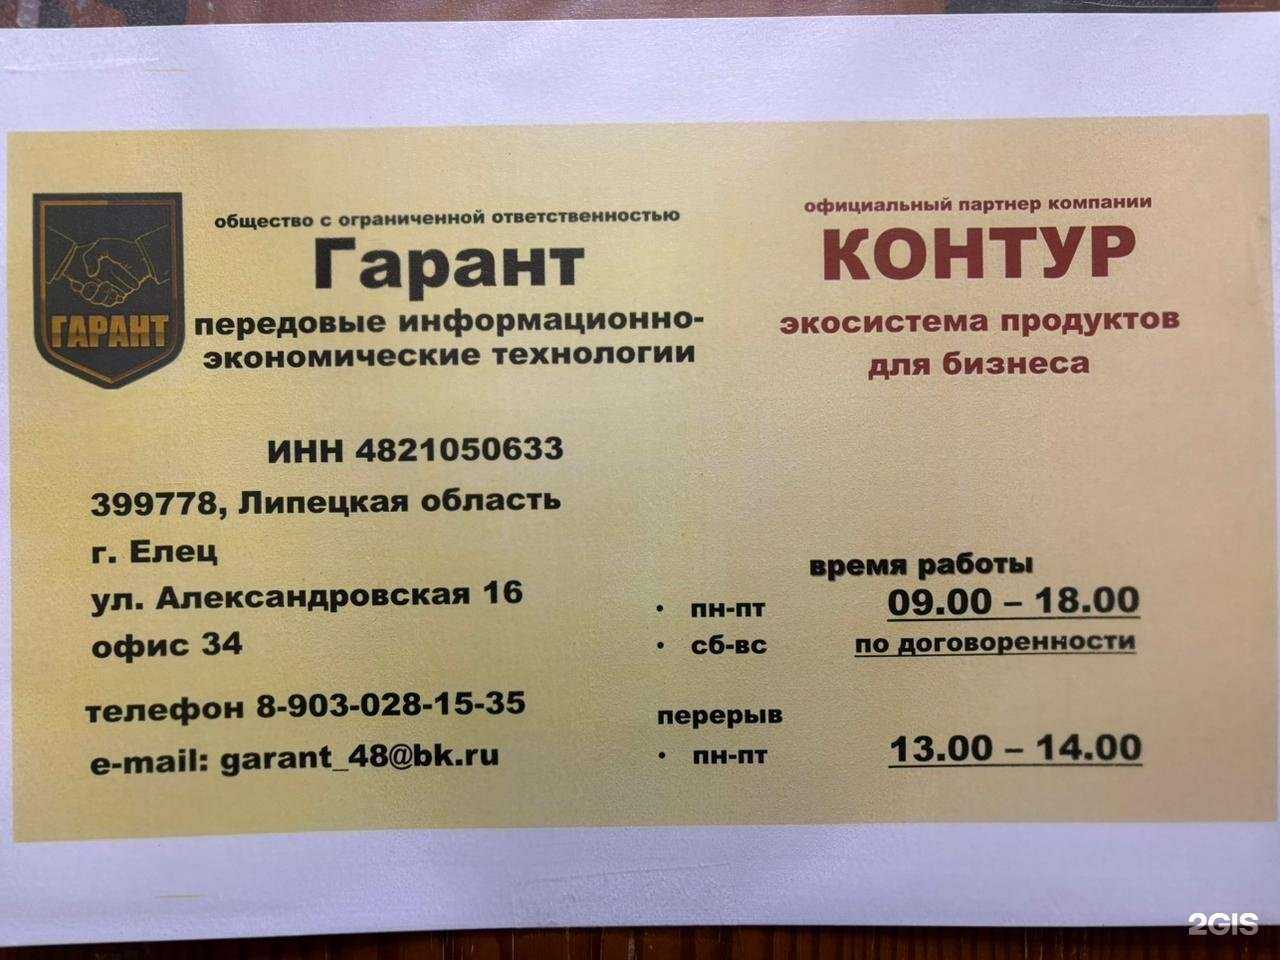 общество с ограниченной ответственностью
Гарант
передовые информационно-
экономические технологии
ГАРАНТ
официальный партнер компании
КОНТУР
экосистема продуктов
для бизнеса
ИНН 4821050633
399778, Липецкая область
г. Елец
ул. Александровская 16
офис 34
телефон 8-903-028-15-35
e-mail: garant_48@bk.ru
время работы
• пн-пт 09.00 – 18.00
• сб-вс по договоренности
перерыв
• пн-пт 13.00 – 14.00
2GIS